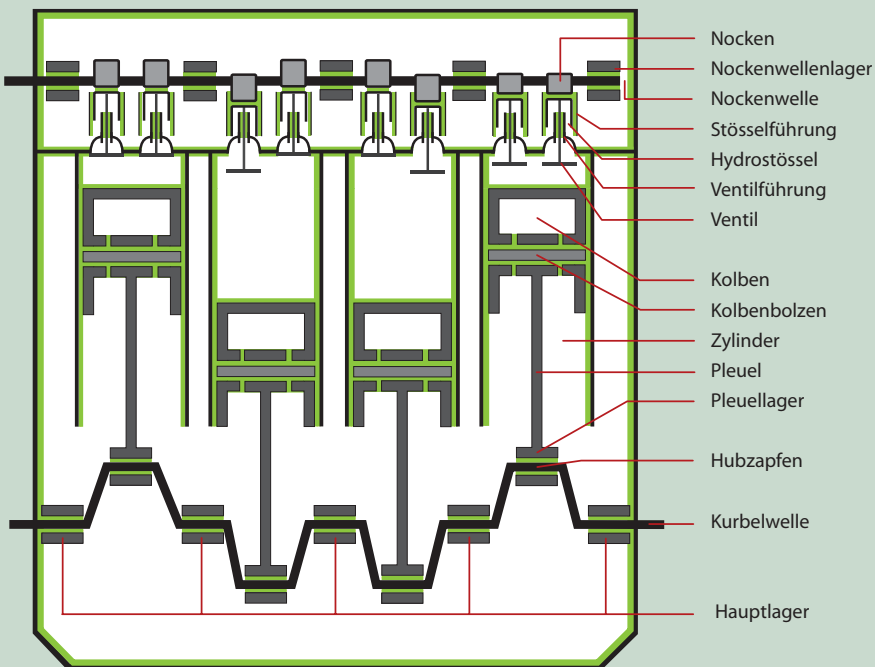 Nocken
Nockenwellenlager
Nockenwelle
Stösselführung
Hydrostössel
Ventilführung
Ventil
Kolben
Kolbenbolzen
Zylinder
Pleuel
Pleuellager
Hubzapfen
Kurbelwelle
Hauptlager